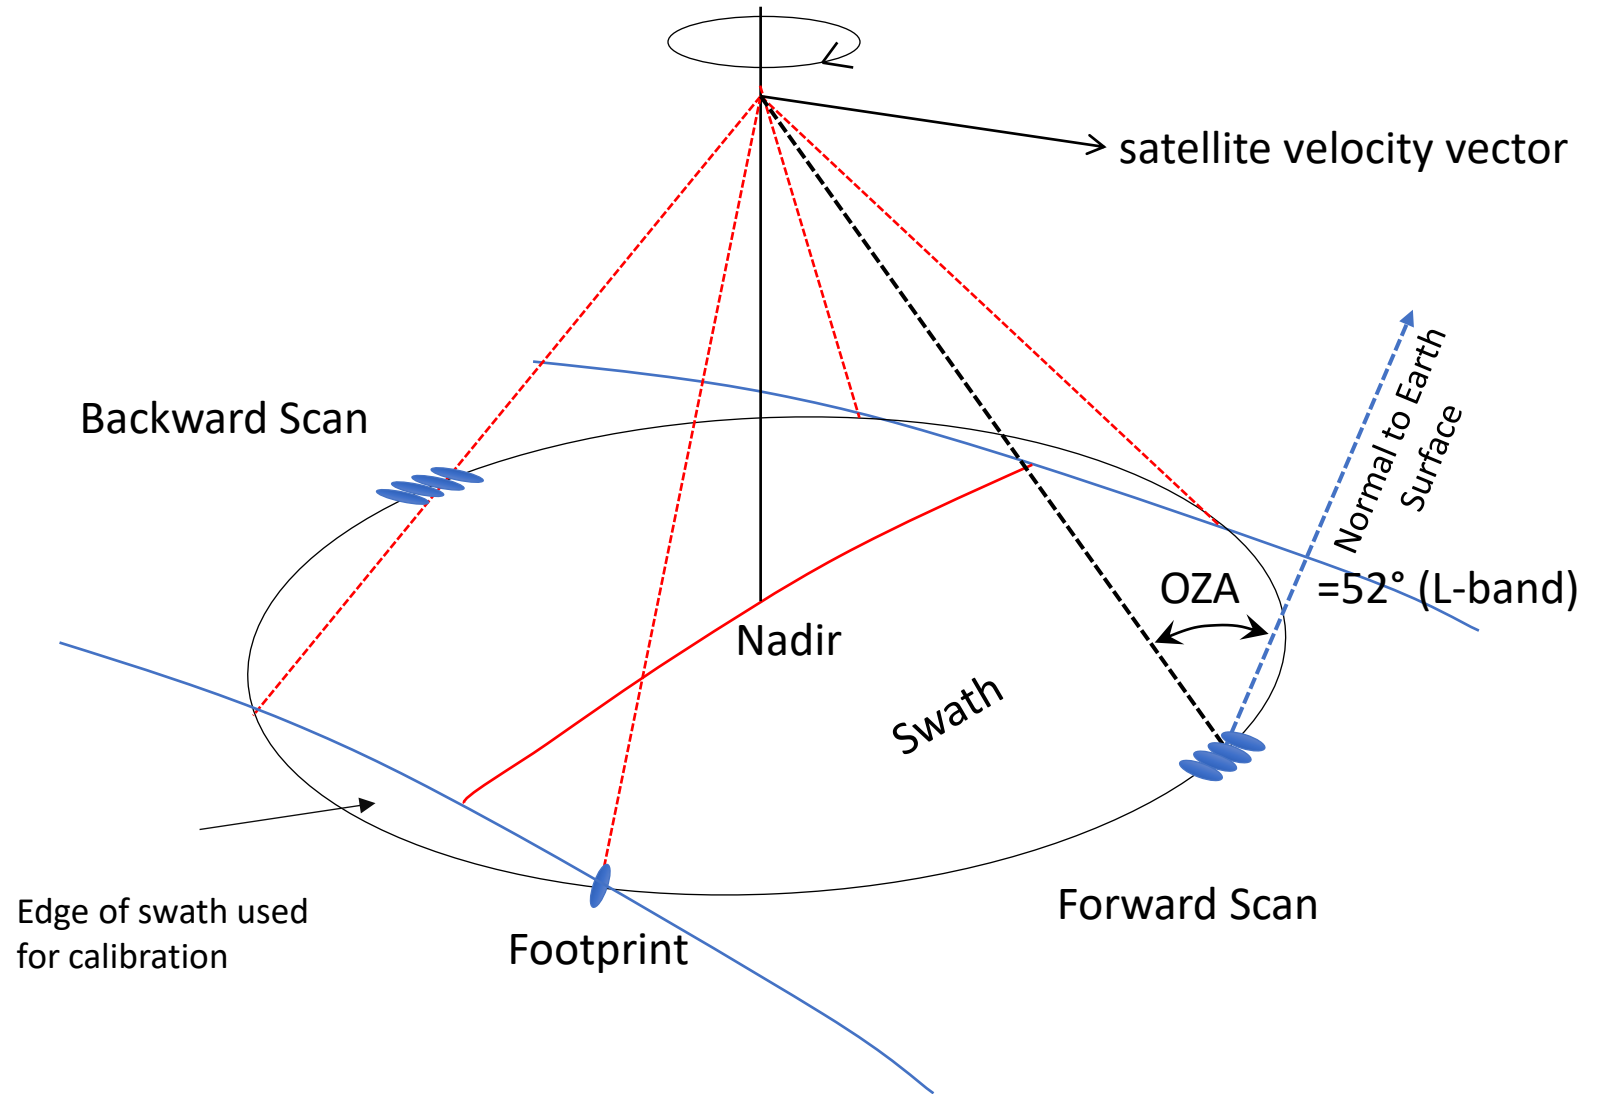 satellite velocity vector
Backward Scan
Normal to Earth
Surface
OZA
=52° (L-band)
Nadir
Swath
Edge of swath used
for calibration
Footprint
Forward Scan